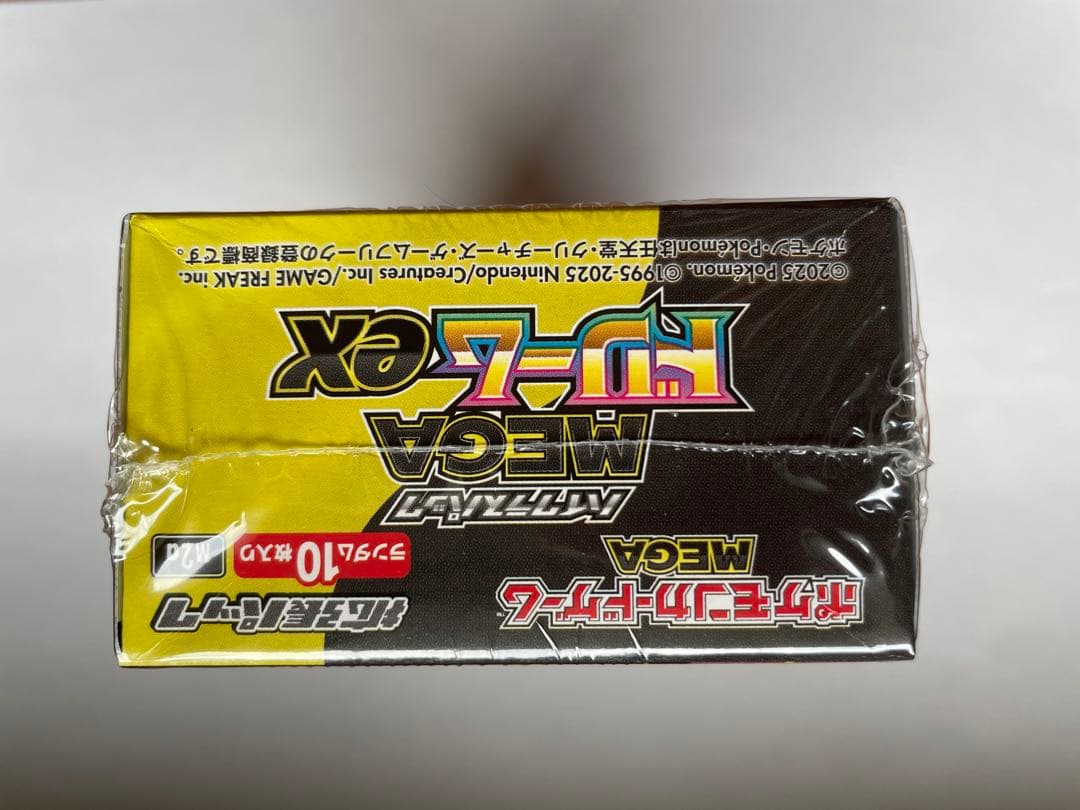 ポケモンカードゲーム™
MEGA
拡張パック
ランダム10枚入り
M2a
ハイクラスパック
MEGA
ドリームex
©2025 Pokémon. ©1995-2025 Nintendo/Creatures Inc./GAME FREAK inc.
ポケモン・Pokémonは任天堂・クリーチャーズ・ゲームフリークの登録商標です。